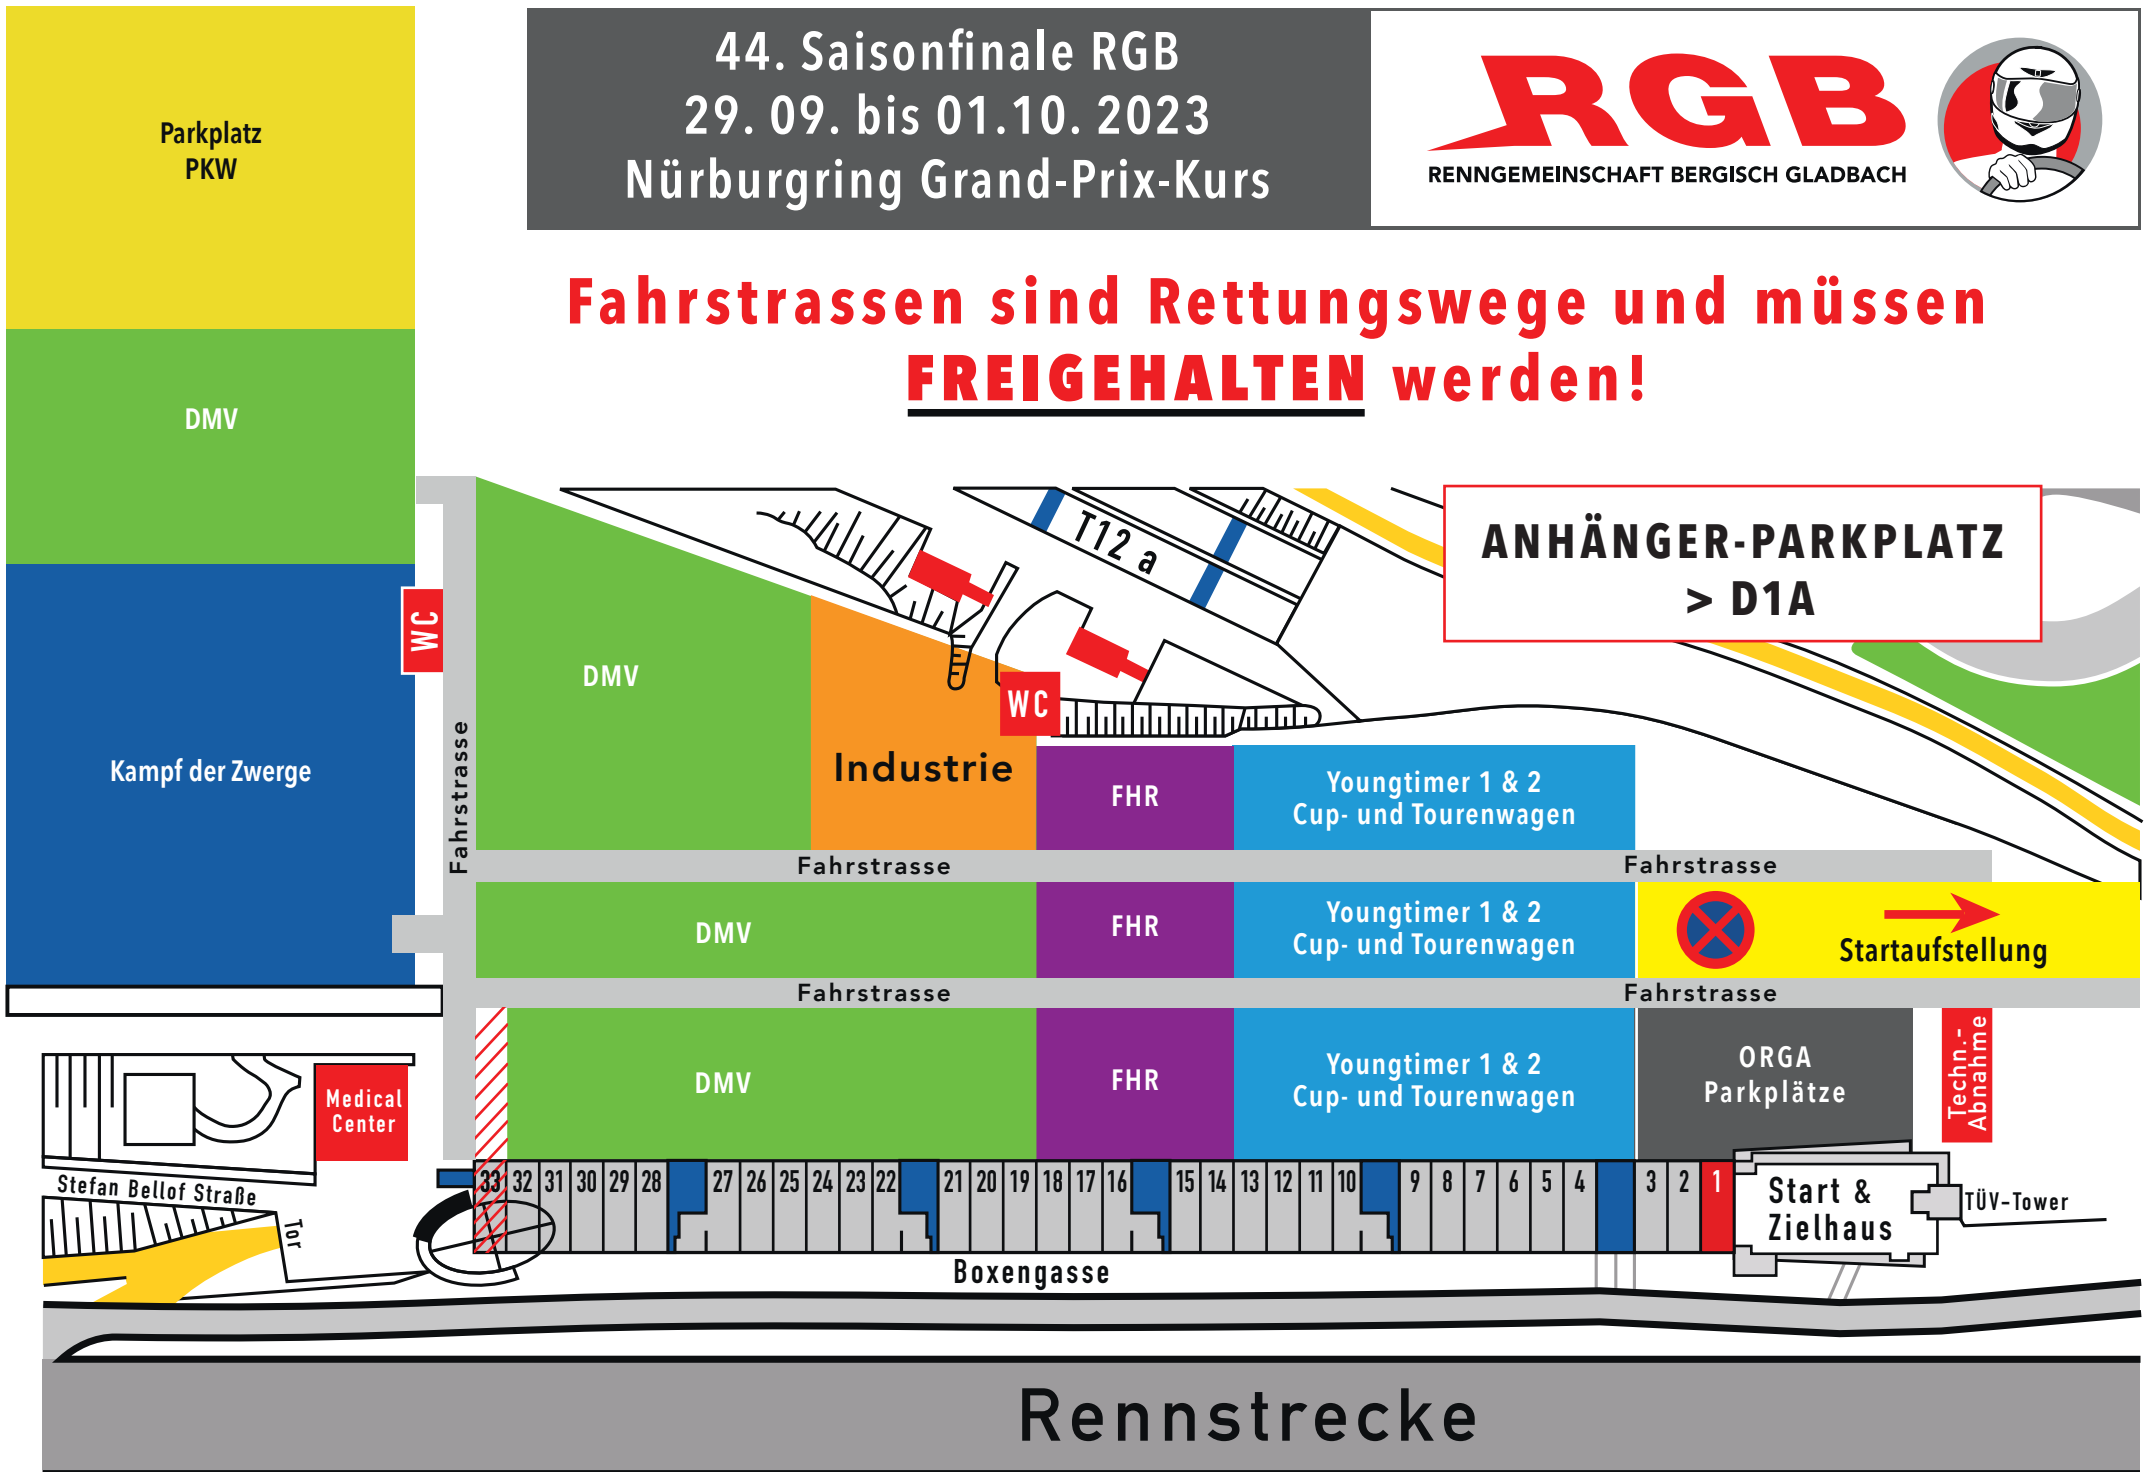 44. Saisonfinale RGB
29. 09. bis 01.10. 2023
Nürburgring Grand-Prix-Kurs
RGB
RENNGEMEINSCHAFT BERGISCH GLADBACH
Parkplatz
PKW
Fahrstrassen sind Rettungswege und müssen
FREIGEHALTEN werden!
DMV
T12 a
ANHÄNGER-PARKPLATZ
> D1A
WC
DMV
WC
Kampf der Zwerge
Fahrstrasse
Industrie
FHR
Youngtimer 1 & 2
Cup- und Tourenwagen
Fahrstrasse
Fahrstrasse
DMV
FHR
Youngtimer 1 & 2
Cup- und Tourenwagen
Startaufstellung
Fahrstrasse
Fahrstrasse
Medical
Center
DMV
FHR
Youngtimer 1 & 2
Cup- und Tourenwagen
ORGA
Parkplätze
Techn.-
Abnahme
Stefan Bellof Straße
Tor
33 32 31 30 29 28 27 26 25 24 23 22 21 20 19 18 17 16 15 14 13 12 11 10 9 8 7 6 5 4 3 2 1
Start &
Zielhaus
TÜV-Tower
Boxengasse
Rennstrecke